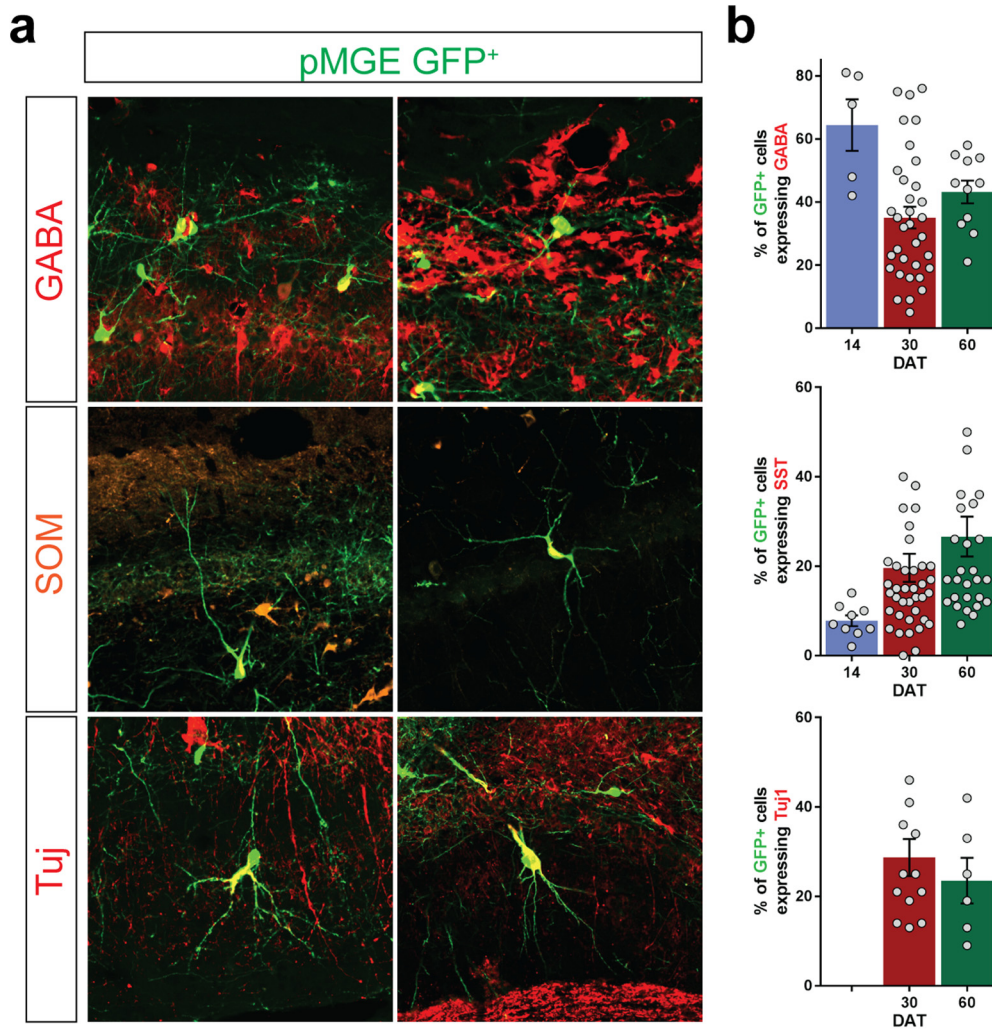 a
pMGE GFP⁺
GABA
SOM
Tuj
b
% of GFP+ cells
expressing GABA
80
60
40
20
0
14
30
60
DAT
% of GFP+ cells
expressing SST
60
40
20
0
14
30
60
DAT
% of GFP+ cells
expressing Tuj1
60
40
20
0
30
60
DAT